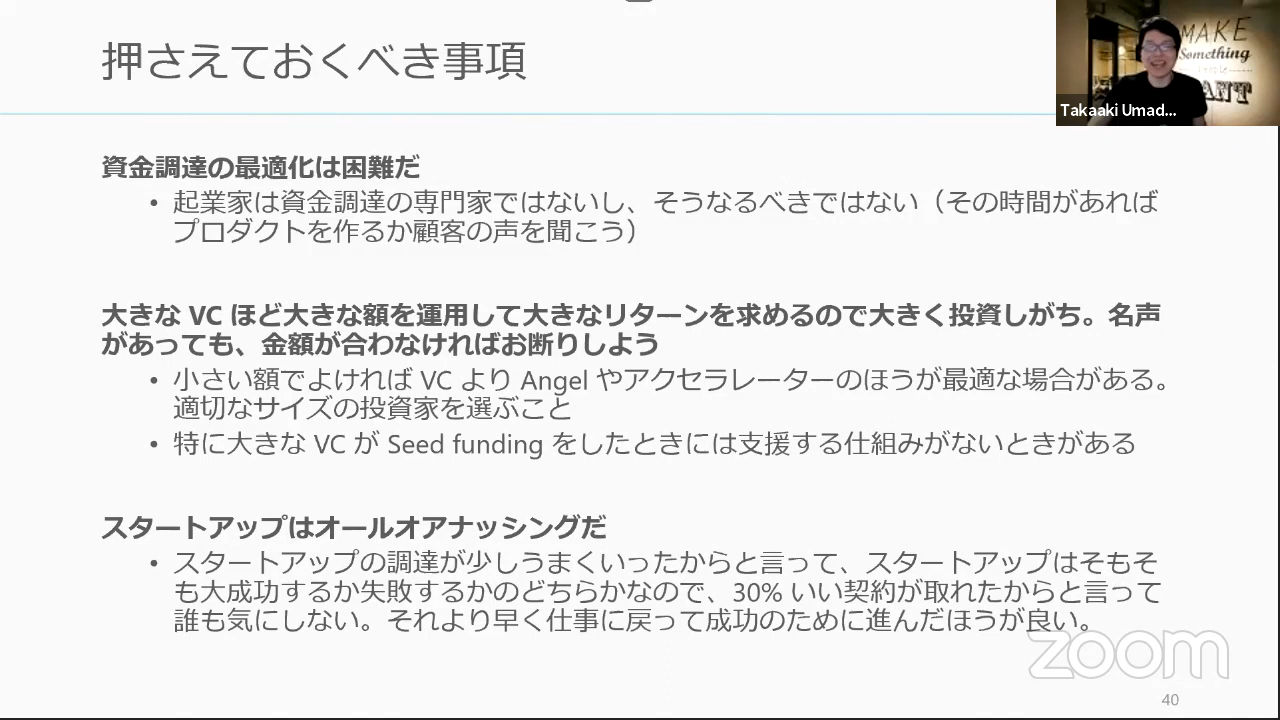 押さえておくべき事項
MAKE
Something
People
WANT
Takaaki Umad...
資金調達の最適化は困難だ
• 起業家は資金調達の専門家ではないし、そうなるべきではない（その時間があれば
プロダクトを作るか顧客の声を聞こう）
大きな VC ほど大きな額を運用して大きなリターンを求めるので大きく投資しがち。名声
があっても、金額が合わなければお断りしよう
• 小さい額でよければ VC より Angel やアクセラレーターのほうが最適な場合がある。
適切なサイズの投資家を選ぶこと
• 特に大きな VC が Seed funding をしたときには支援する仕組みがないときがある
スタートアップはオールオアナッシングだ
• スタートアップの調達が少しうまくいったからと言って、スタートアップはそもそ
も大成功するか失敗するかのどちらかなので、30% いい契約が取れたからと言って
誰も気にしない。それより早く仕事に戻って成功のために進んだほうが良い。
zoom
40